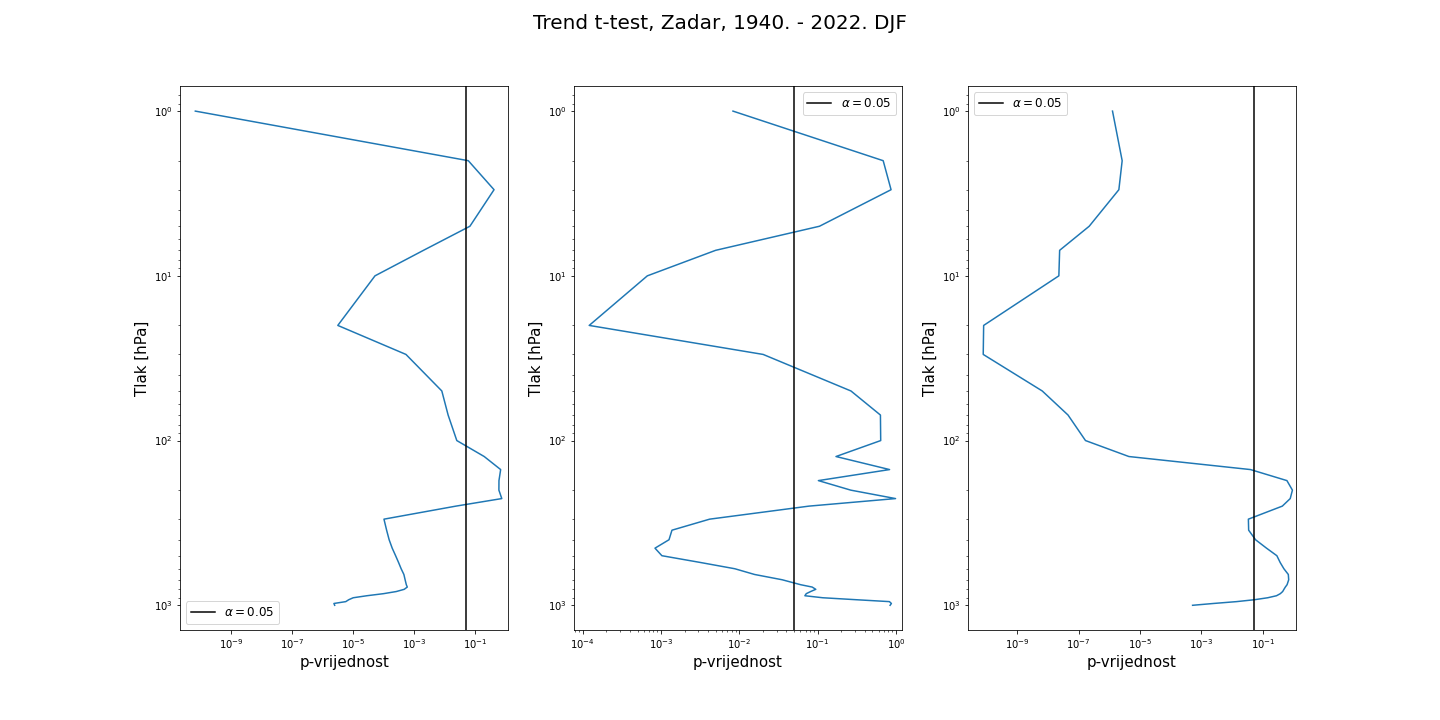 Trend t-test, Zadar, 1940. - 2022. DJF
10⁰
10¹
10²
10³
Tlak [hPa]
α = 0.05
10⁻⁹ 10⁻⁷ 10⁻⁵ 10⁻³ 10⁻¹
p-vrijednost
α = 0.05
10⁰
10¹
10²
10³
Tlak [hPa]
10⁻⁴ 10⁻³ 10⁻² 10⁻¹ 10⁰
p-vrijednost
α = 0.05
10⁰
10¹
10²
10³
Tlak [hPa]
10⁻⁹ 10⁻⁷ 10⁻⁵ 10⁻³ 10⁻¹
p-vrijednost